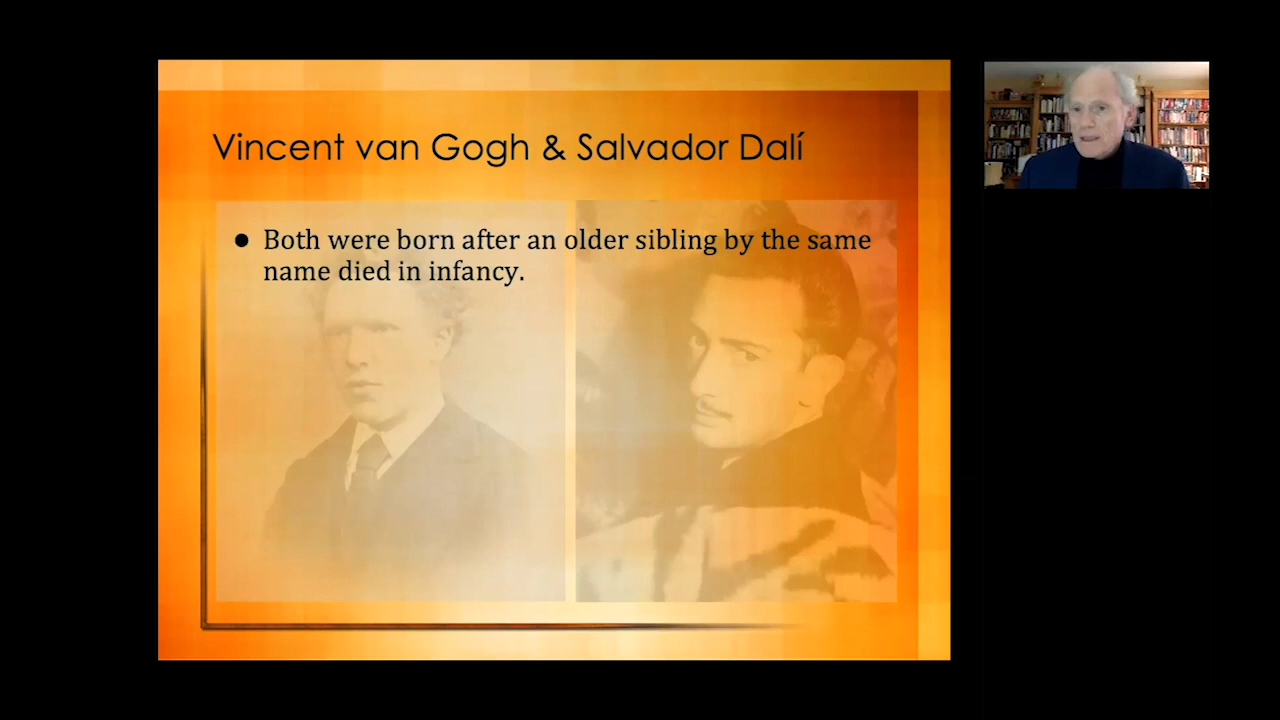 Vincent van Gogh & Salvador Dalí
● Both were born after an older sibling by the same
name died in infancy.